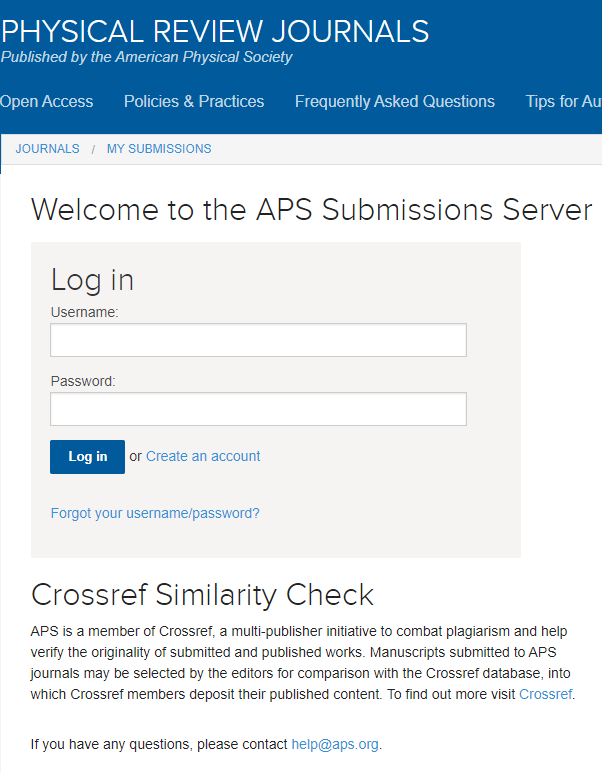 PHYSICAL REVIEW JOURNALS
Published by the American Physical Society
Open Access Policies & Practices Frequently Asked Questions Tips for Au
JOURNALS / MY SUBMISSIONS
Welcome to the APS Submissions Server
Log in
Username:
Password:
Log in or Create an account
Forgot your username/password?
Crossref Similarity Check
APS is a member of Crossref, a multi-publisher initiative to combat plagiarism and help
verify the originality of submitted and published works. Manuscripts submitted to APS
journals may be selected by the editors for comparison with the Crossref database, into
which Crossref members deposit their published content. To find out more visit Crossref.
If you have any questions, please contact help@aps.org.